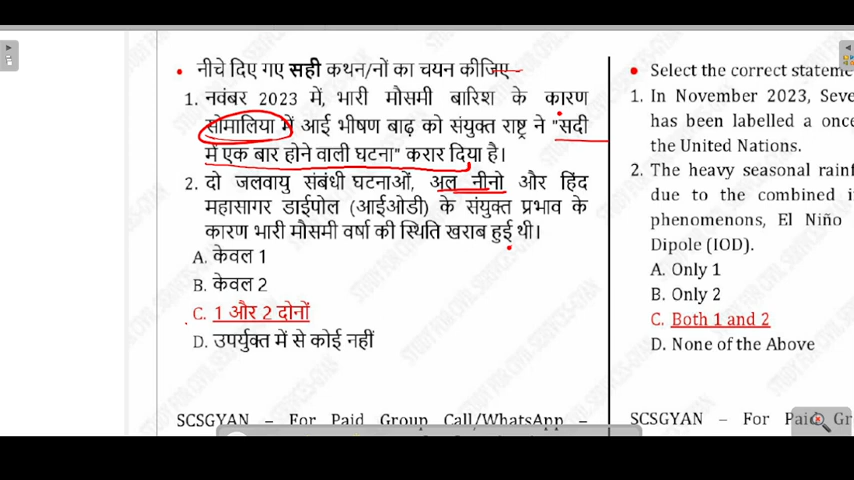 नीचे दिए गए सही कथन/नों का चयन कीजिए-
1. नवंबर 2023 में, भारी मौसमी बारिश के कारण
सोमालिया में आई भीषण बाढ़ को संयुक्त राष्ट्र ने "सदी
में एक बार होने वाली घटना" करार दिया है।
2. दो जलवायु संबंधी घटनाओं, अल नीनो और हिंद
महासागर डाईपोल (आईओडी) के संयुक्त प्रभाव के
कारण भारी मौसमी वर्षा की स्थिति खराब हुई थी।
A. केवल 1
B. केवल 2
C. 1 और 2 दोनों
D. उपर्युक्त में से कोई नहीं
SCSGYAN – For Paid Group Call/WhatsApp –
Select the correct stateme
1. In November 2023, Seve
has been labelled a once
the United Nations.
2. The heavy seasonal rainf
due to the combined i
phenomenons, El Niño
Dipole (IOD).
A. Only 1
B. Only 2
C. Both 1 and 2
D. None of the Above
SCSGYAN – For Paid Gr